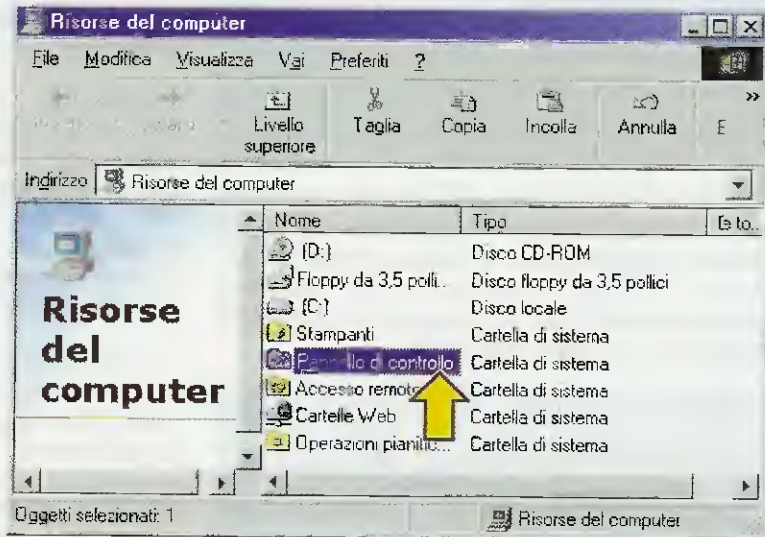 Risorse del computer
File Modifica Visualizza Vai Preferiti ?
Livello superiore Taglia Copia Incolla Annulla E »
Indirizzo Risorse del computer
Risorse
del
computer
Nome Tipo
(D:) Disco CD-ROM
Floppy da 3,5 polli... Disco floppy da 3,5 pollici
(C:) Disco locale
Stampanti Cartella di sistema
Pannello di controllo Cartella di sistema
Accesso remoto Cartella di sistema
Cartelle Web Cartella di sistema
Operazioni pianific... Cartella di sistema
Oggetti selezionati: 1 Risorse del computer